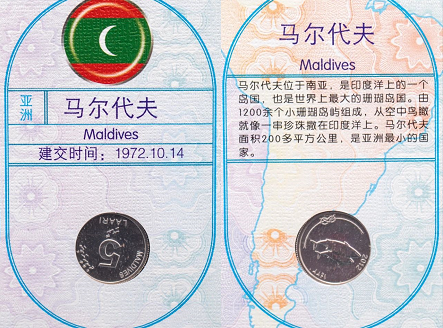 亚洲
马尔代夫
Maldives
建交时间：1972.10.14
5
LAARI
MALDIVES
马尔代夫
Maldives
马尔代夫位于南亚，是印度洋上的一个
岛国，也是世界上最大的珊瑚岛国。由
1200余个小珊瑚岛屿组成，从空中鸟瞰
就像一串珍珠撒在印度洋上。马尔代夫
面积200多平方公里，是亚洲最小的国
家。
2012